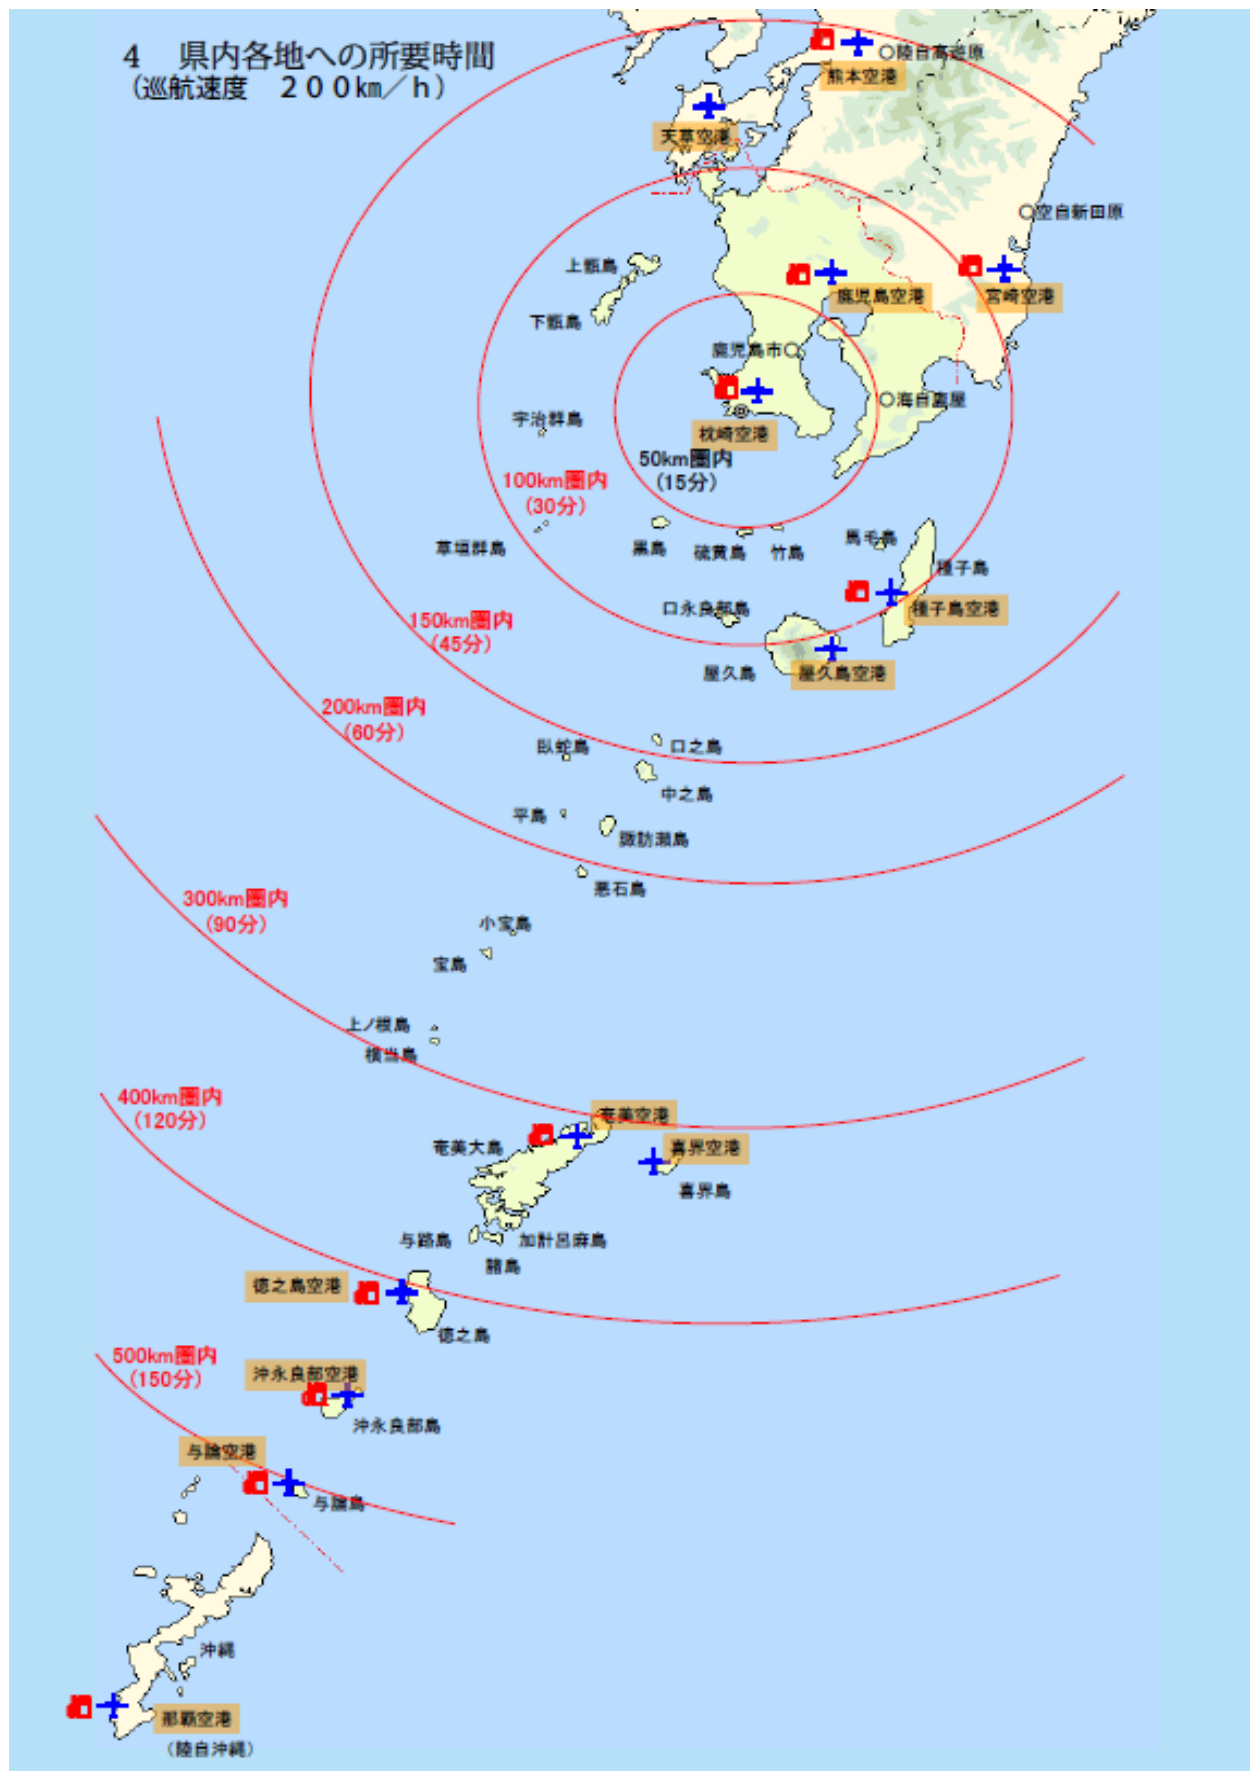 ４　県内各地への所要時間
（巡航速度　２００㎞／ｈ）
○陸自高遊原
熊本空港
天草空港
○空自新田原
上甑島
鹿児島空港
宮崎空港
下甑島
鹿児島市○
○海自鹿屋
宇治群島
枕崎空港
50km圏内
(15分)
100km圏内
(30分)
草垣群島
黒島
硫黄島
竹島
馬毛島
種子島
口永良部島
種子島空港
150km圏内
(45分)
屋久島
屋久島空港
200km圏内
(60分)
臥蛇島
口之島
中之島
平島
諏訪瀬島
悪石島
300km圏内
(90分)
小宝島
宝島
上ノ根島
横当島
400km圏内
(120分)
奄美空港
奄美大島
喜界空港
喜界島
与路島
加計呂麻島
請島
徳之島空港
徳之島
500km圏内
(150分)
沖永良部空港
沖永良部島
与論空港
与論島
沖縄
那覇空港
（陸自沖縄）